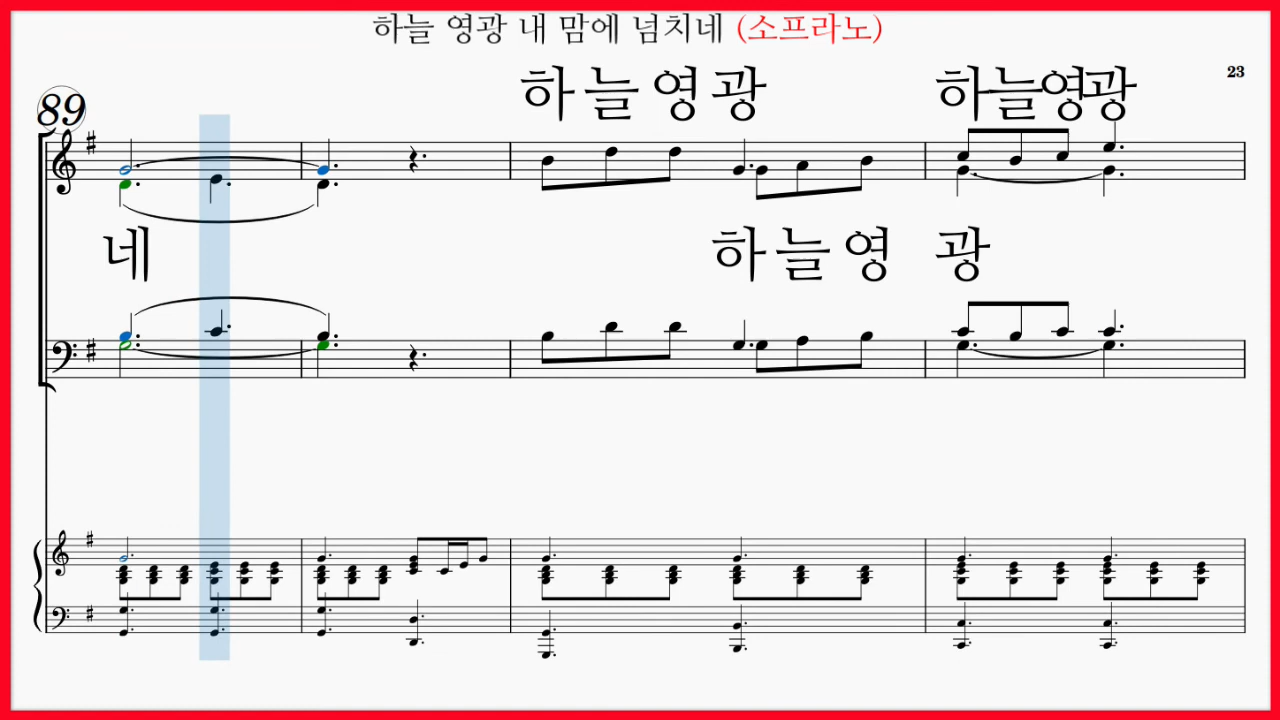 하늘 영광 내 맘에 넘치네 (소프라노)
23
하늘영광 하늘영광
89
네 하늘영 광